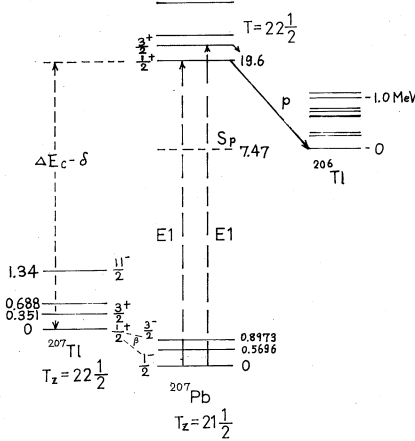 T = 22 1/2
3/2+
1/2+
19.6
p
1.0 MeV
0
206Tl
Sp
7.47
ΔEc-δ
E1
E1
1.34
11/2-
0.688
0.351
3/2+
0
1/2+
207Tl
Tz = 22 1/2
β
3/2-
0.8973
0.5696
1/2-
0
207Pb
Tz = 21 1/2